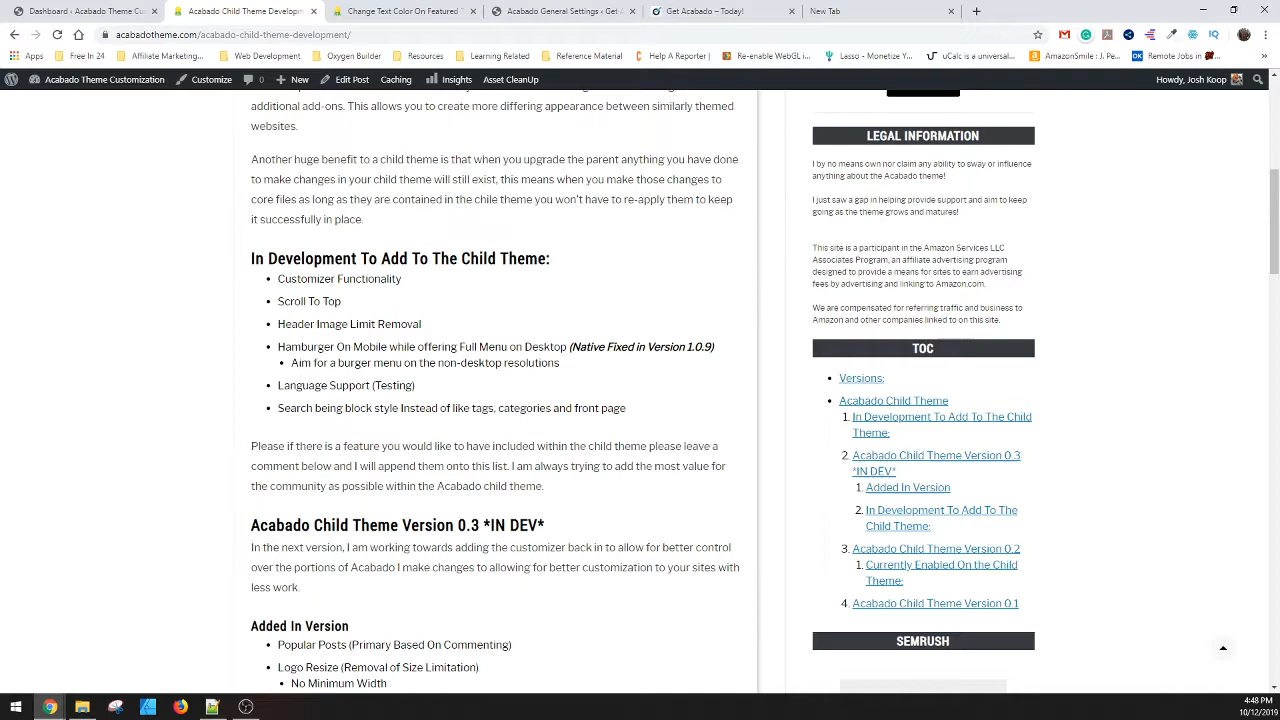 Dashboard ‹ Acabado Theme Cus
Acabado Child Theme Developm
Change Text Color On Featured T
Acabado General Settings ‹ Ac
Get Acabado – Today!
New Tab
acabadotheme.com/acabado-child-theme-development/
Apps
Free In 24
Affiliate Marketing...
Web Development
Oxygen Builder
Resources
Learning Related
Reference Material
Help A Reporter
Re-enable WebGL i...
Lasso - Monetize Y...
uCalc is a universal...
AmazonSmile : J. Pe...
Remote Jobs in
Acabado Theme Customization
Customize
0
New
Edit Post
Caching
Insights
Asset CleanUp
Howdy, Josh Koop
additional add-ons. This allows you to create more differing appearance between similarly themed
websites.
Another huge benefit to a child theme is that when you upgrade the parent anything you have done
to make changes in your child theme will still exist, this means when you make those changes to
core files as long as they are contained in the chile theme you won't have to re-apply them to keep
it successfully in place.
In Development To Add To The Child Theme:
Customizer Functionality
Scroll To Top
Header Image Limit Removal
Hamburger On Mobile while offering Full Menu on Desktop (Native Fixed in Version 1.0.9)
Aim for a burger menu on the non-desktop resolutions
Language Support (Testing)
Search being block style Instead of like tags, categories and front page
Please if there is a feature you would like to have included within the child theme please leave a
comment below and I will append them onto this list. I am always trying to add the most value for
the community as possible within the Acabado child theme.
Acabado Child Theme Version 0.3 *IN DEV*
In the next version, I am working towards adding the customizer back in to allow for better control
over the portions of Acabado I make changes to allowing for better customization to your sites with
less work.
Added In Version
Popular Posts (Primary Based On Commenting)
Logo Resize (Removal of Size Limitation)
No Minimum Width
LEGAL INFORMATION
I by no means own nor claim any ability to sway or influence
anything about the Acabado theme!
I just saw a gap in helping provide support and aim to keep
going as the theme grows and matures!
This site is a participant in the Amazon Services LLC
Associates Program, an affiliate advertising program
designed to provide a means for sites to earn advertising
fees by advertising and linking to Amazon.com.
We are compensated for referring traffic and business to
Amazon and other companies linked to on this site.
TOC
Versions:
Acabado Child Theme
1. In Development To Add To The Child
Theme:
2. Acabado Child Theme Version 0.3
*IN DEV*
1. Added In Version
2. In Development To Add To The
Child Theme:
3. Acabado Child Theme Version 0.2
1. Currently Enabled On the Child
Theme:
4. Acabado Child Theme Version 0.1
SEMRUSH
4:48 PM
10/12/2019